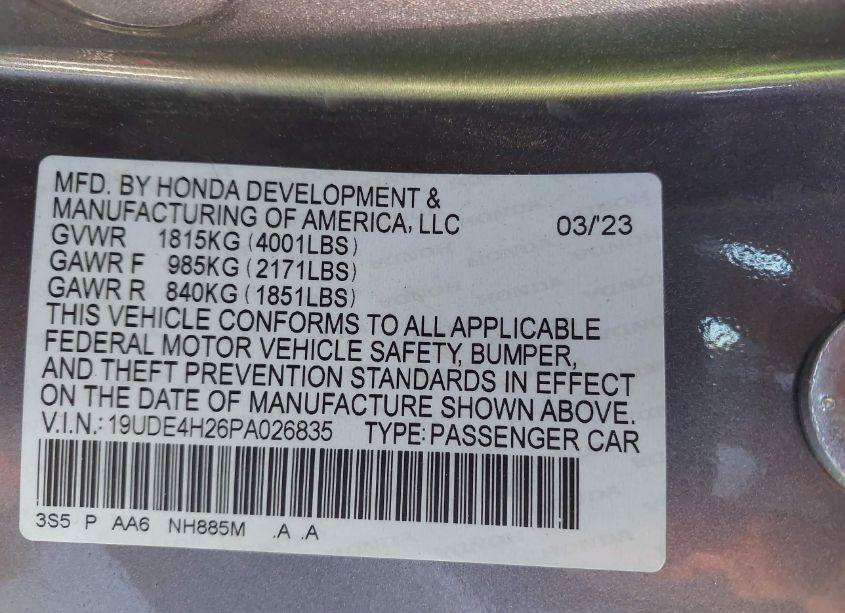 MFD. BY HONDA DEVELOPMENT &
MANUFACTURING OF AMERICA, LLC 03/'23
GVWR 1815KG (4001LBS)
GAWR F 985KG (2171LBS)
GAWR R 840KG (1851LBS)
THIS VEHICLE CONFORMS TO ALL APPLICABLE
FEDERAL MOTOR VEHICLE SAFETY, BUMPER,
AND THEFT PREVENTION STANDARDS IN EFFECT
ON THE DATE OF MANUFACTURE SHOWN ABOVE.
V.I.N.: 19UDE4H26PA026835 TYPE: PASSENGER CAR
3S5 P AA6 NH885M .A .A